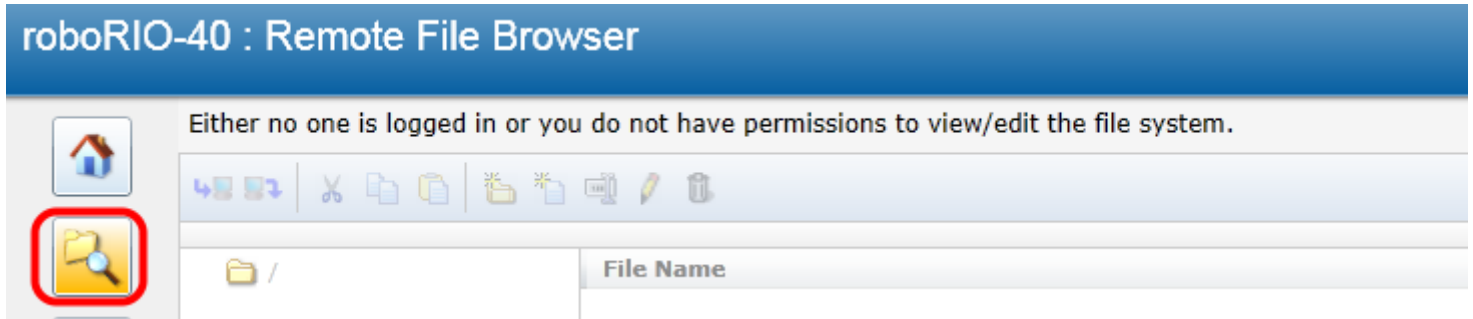 roboRIO-40 : Remote File Browser
Either no one is logged in or you do not have permissions to view/edit the file system.
/
File Name